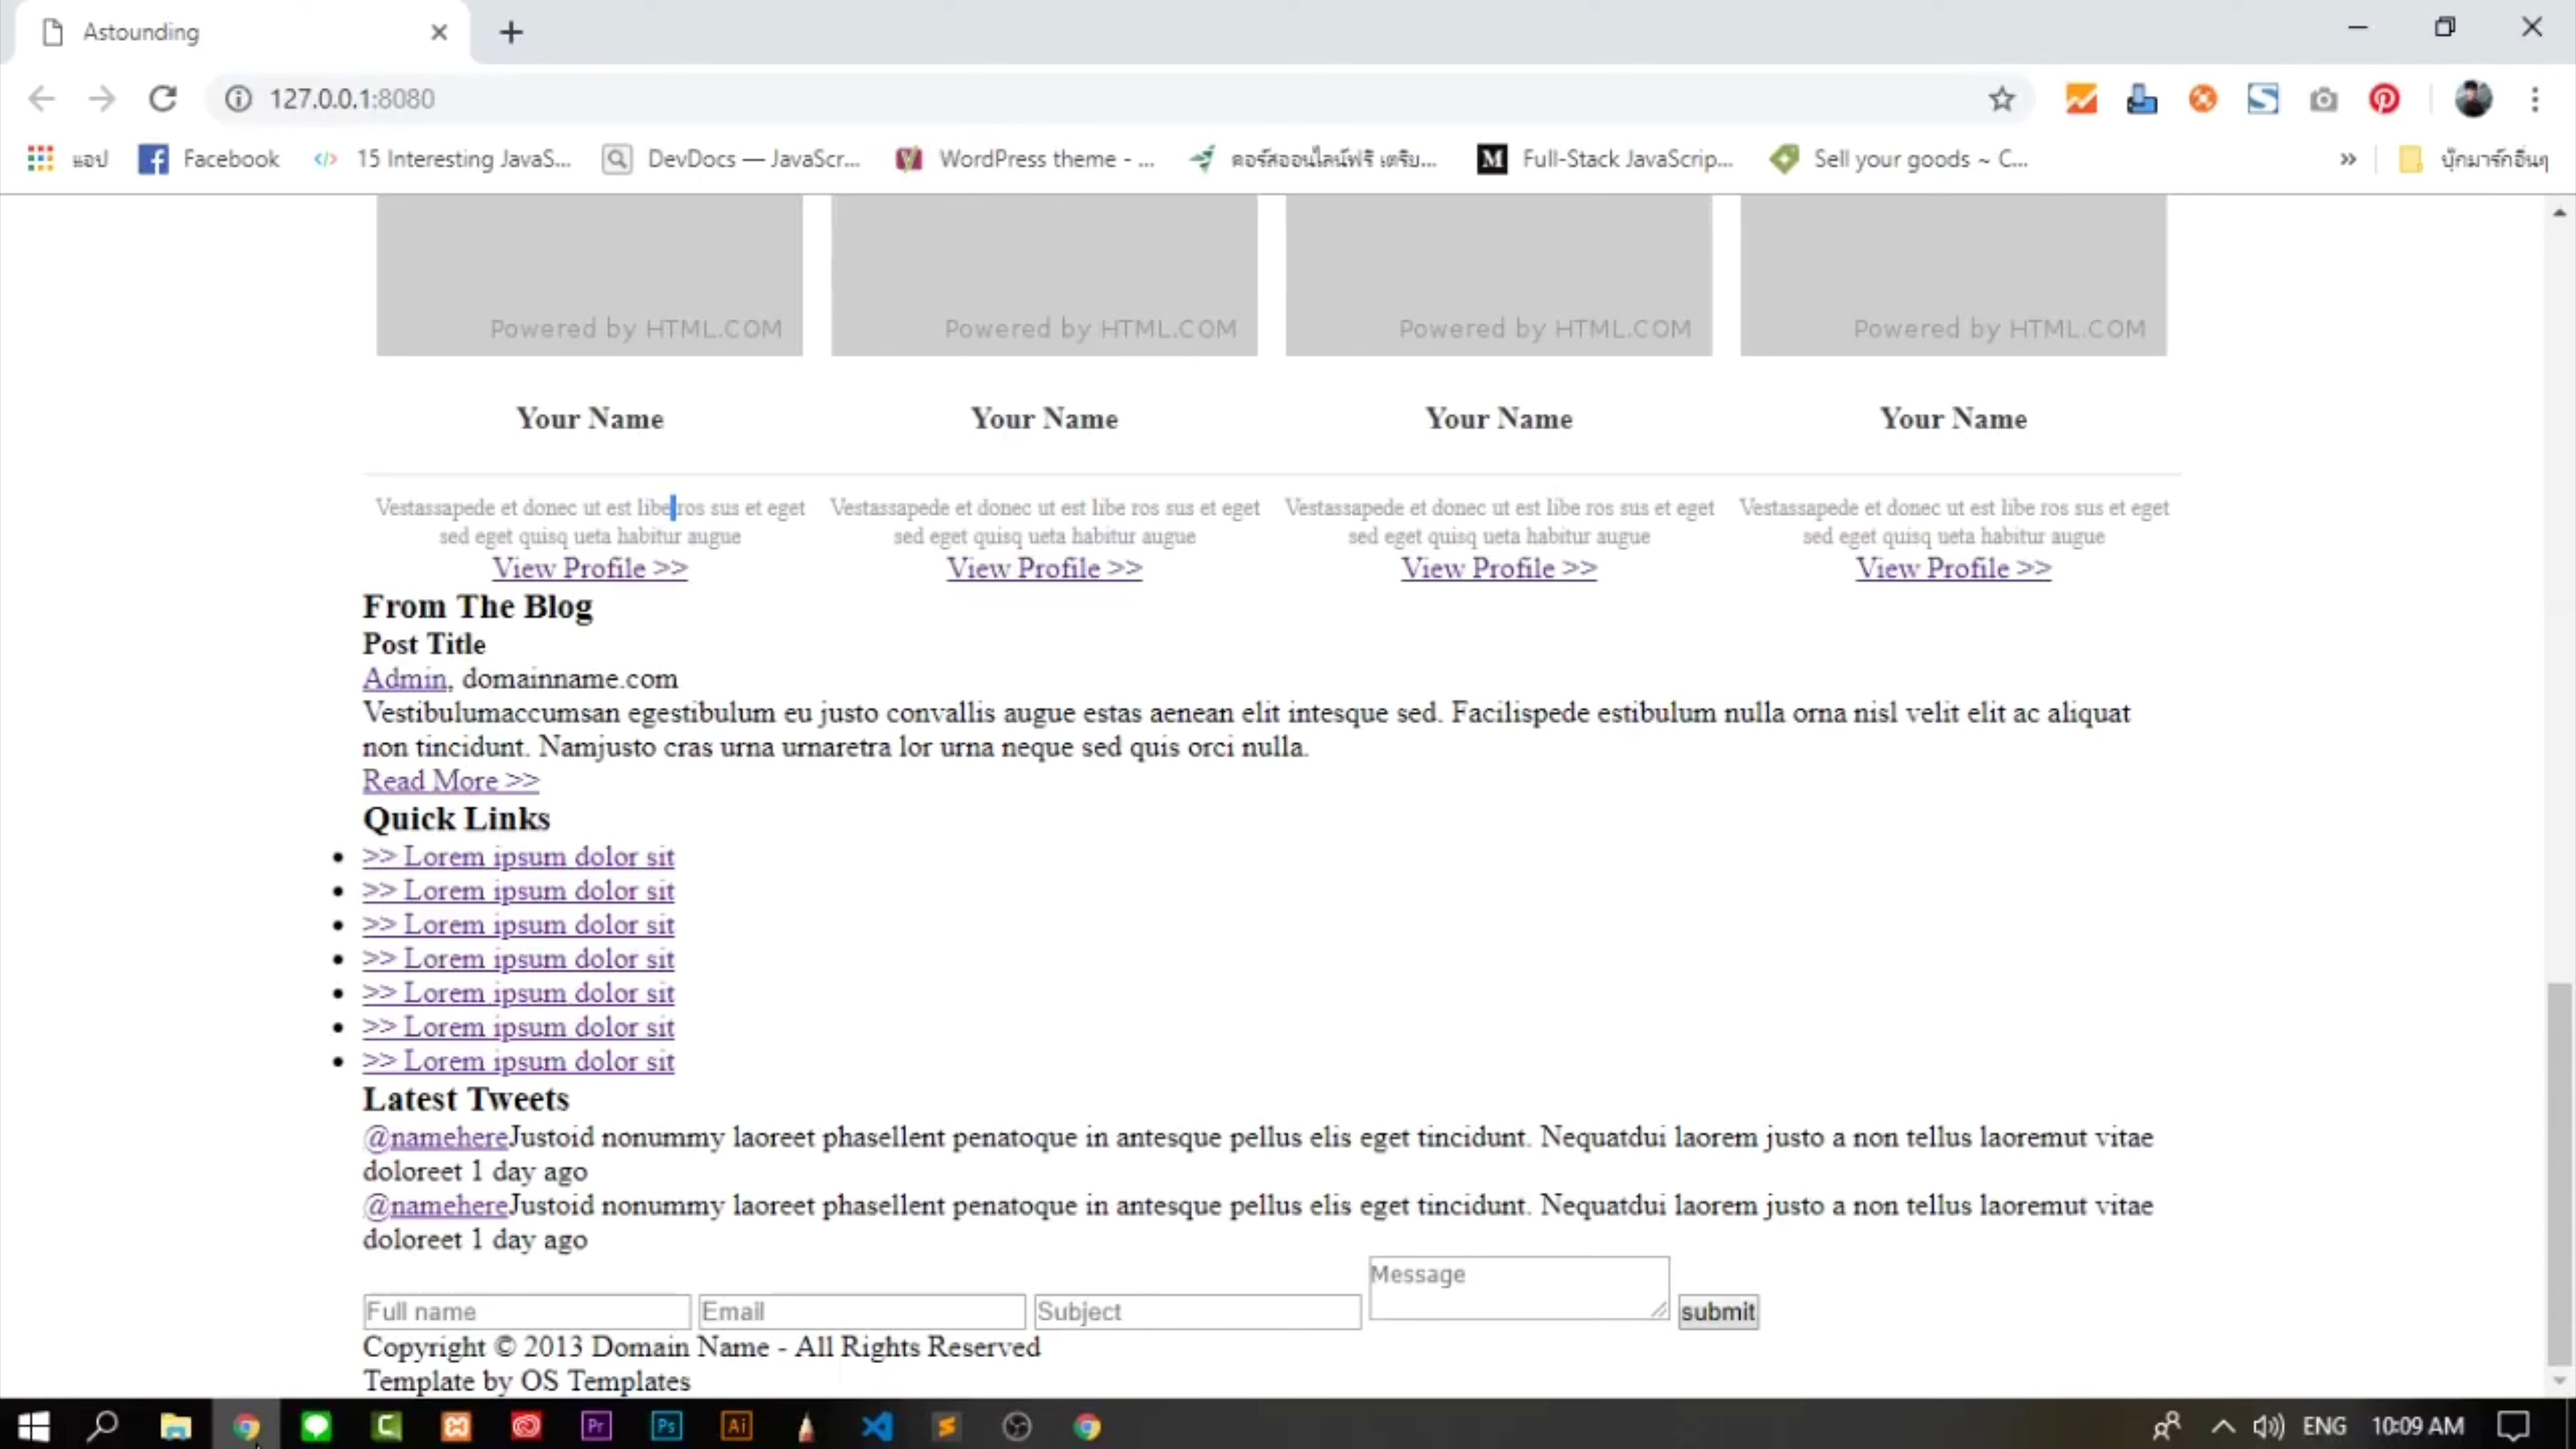 Astounding
127.0.0.1:8080
แอป
Facebook
15 Interesting JavaS...
DevDocs — JavaScr...
WordPress theme - ...
คอร์สออนไลน์ฟรี เตรีย...
Full-Stack JavaScrip...
Sell your goods ~ C...
บุ๊กมาร์กอื่นๆ
Powered by HTML.COM Powered by HTML.COM Powered by HTML.COM Powered by HTML.COM
Your Name Your Name Your Name Your Name
Vestassapede et donec ut est libe ros sus et eget
sed eget quisq ueta habitur augue
View Profile >>
Vestassapede et donec ut est libe ros sus et eget
sed eget quisq ueta habitur augue
View Profile >>
Vestassapede et donec ut est libe ros sus et eget
sed eget quisq ueta habitur augue
View Profile >>
Vestassapede et donec ut est libe ros sus et eget
sed eget quisq ueta habitur augue
View Profile >>
From The Blog
Post Title
Admin, domainname.com
Vestibulumaccumsan egestibulum eu justo convallis augue estas aenean elit intesque sed. Facilispede estibulum nulla orna nisl velit elit ac aliquat
non tincidunt. Namjusto cras urna urnaretra lor urna neque sed quis orci nulla.
Read More >>
Quick Links
>> Lorem ipsum dolor sit
>> Lorem ipsum dolor sit
>> Lorem ipsum dolor sit
>> Lorem ipsum dolor sit
>> Lorem ipsum dolor sit
>> Lorem ipsum dolor sit
>> Lorem ipsum dolor sit
Latest Tweets
@namehereJustoid nonummy laoreet phasellent penatoque in antesque pellus elis eget tincidunt. Nequatdui laorem justo a non tellus laoremut vitae
doloreet 1 day ago
@namehereJustoid nonummy laoreet phasellent penatoque in antesque pellus elis eget tincidunt. Nequatdui laorem justo a non tellus laoremut vitae
doloreet 1 day ago
Full name Email Subject Message submit
Copyright © 2013 Domain Name - All Rights Reserved
Template by OS Templates
Pr Ps Ai
ENG 10:09 AM